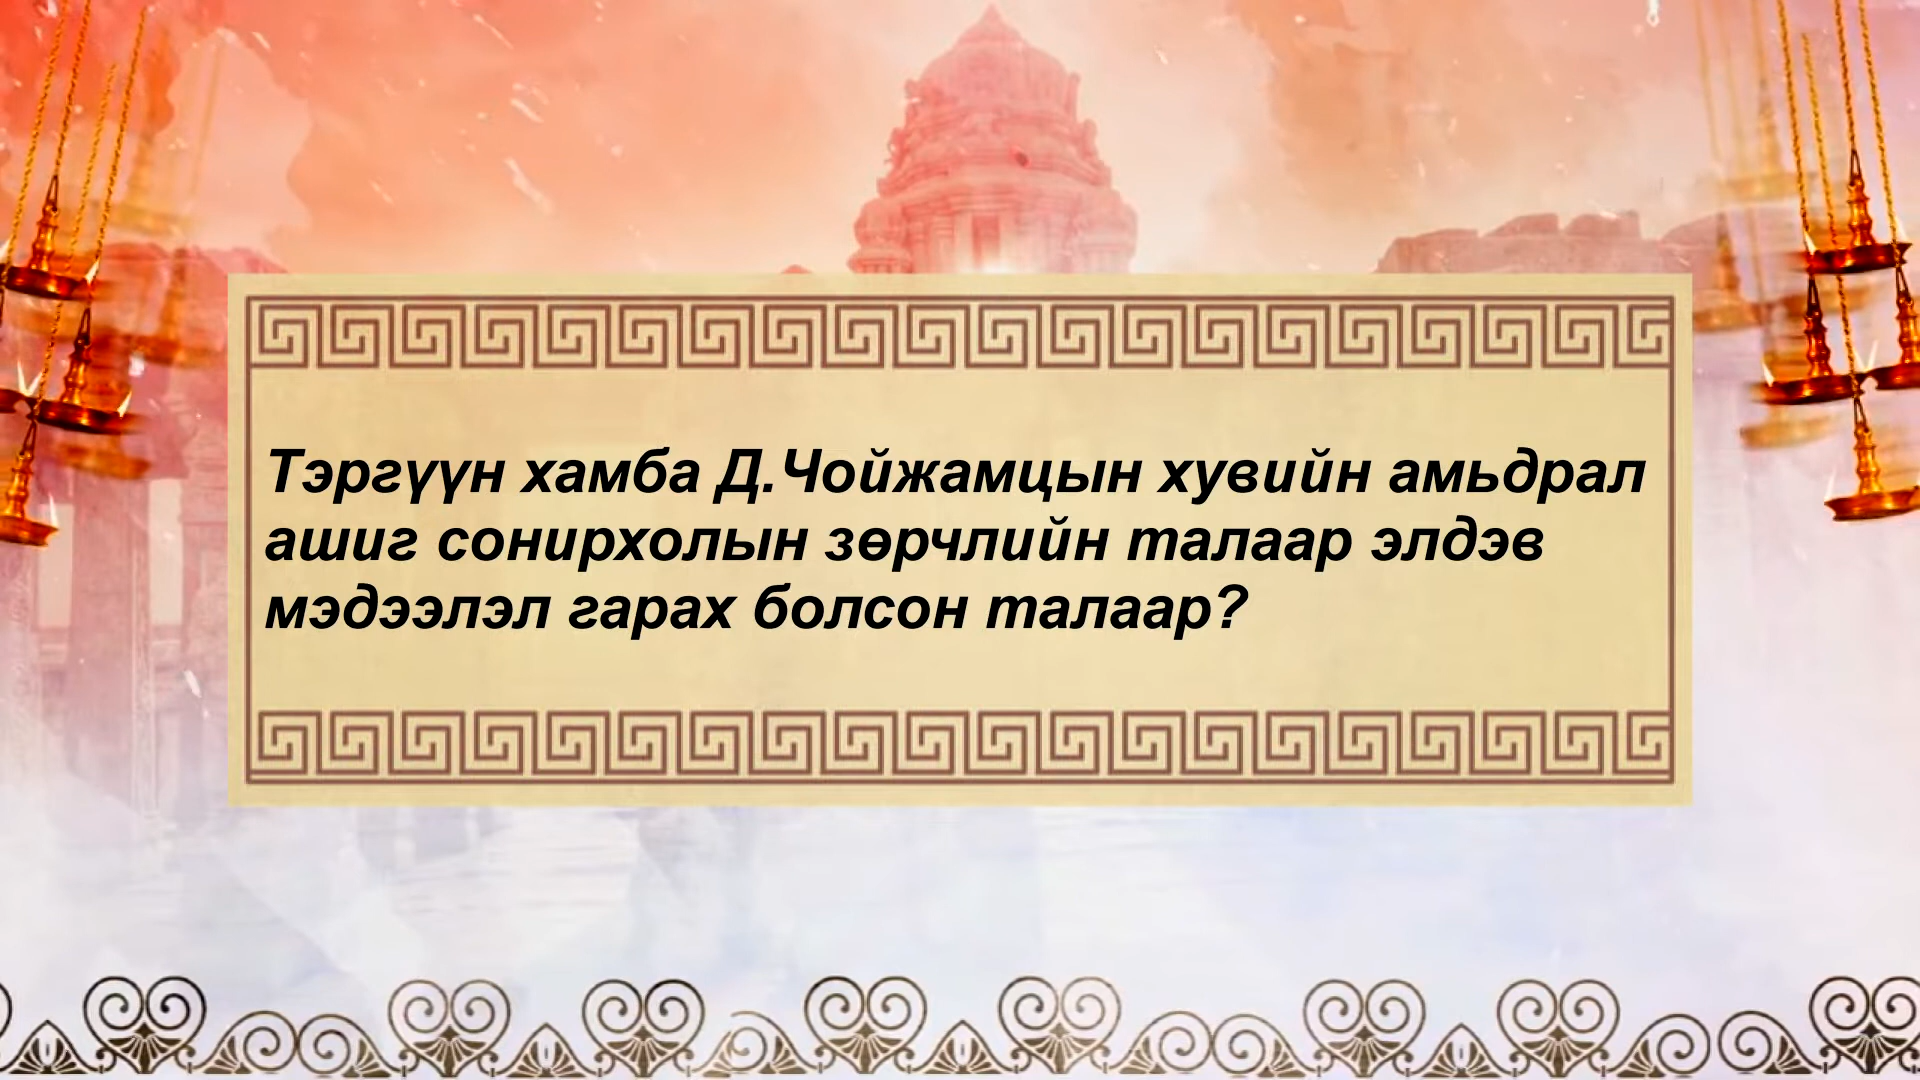 Тэргүүн хамба Д.Чойжамцын хувийн амьдрал
ашиг сонирхолын зөрчлийн талаар элдэв
мэдээлэл гарах болсон талаар?